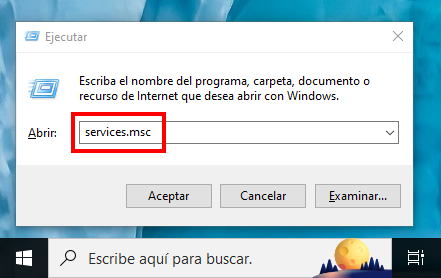 Ejecutar
Escriba el nombre del programa, carpeta, documento o
recurso de Internet que desea abrir con Windows.
Abrir: services.msc
Aceptar Cancelar Examinar...
Escribe aquí para buscar.